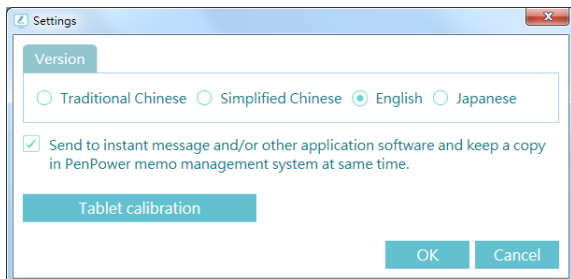 Settings
Version
Traditional Chinese Simplified Chinese English Japanese
Send to instant message and/or other application software and keep a copy
in PenPower memo management system at same time.
Tablet calibration
OK Cancel